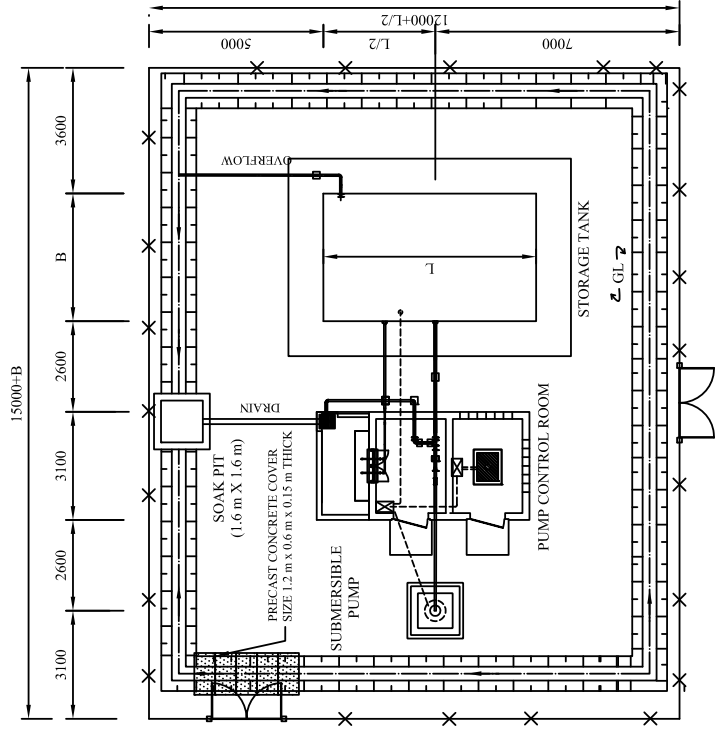 12000+L/2
5000
L/2
7000
3600
B
2600
3100
2600
3100
15000+B
OVERFLOW
L
STORAGE TANK
GL
DRAIN
SOAK PIT
(1.6 m X 1.6 m)
PRECAST CONCRETE COVER
SIZE 1.2 m x 0.6 m x 0.15 m THICK
PUMP CONTROL ROOM
SUBMERSIBLE
PUMP